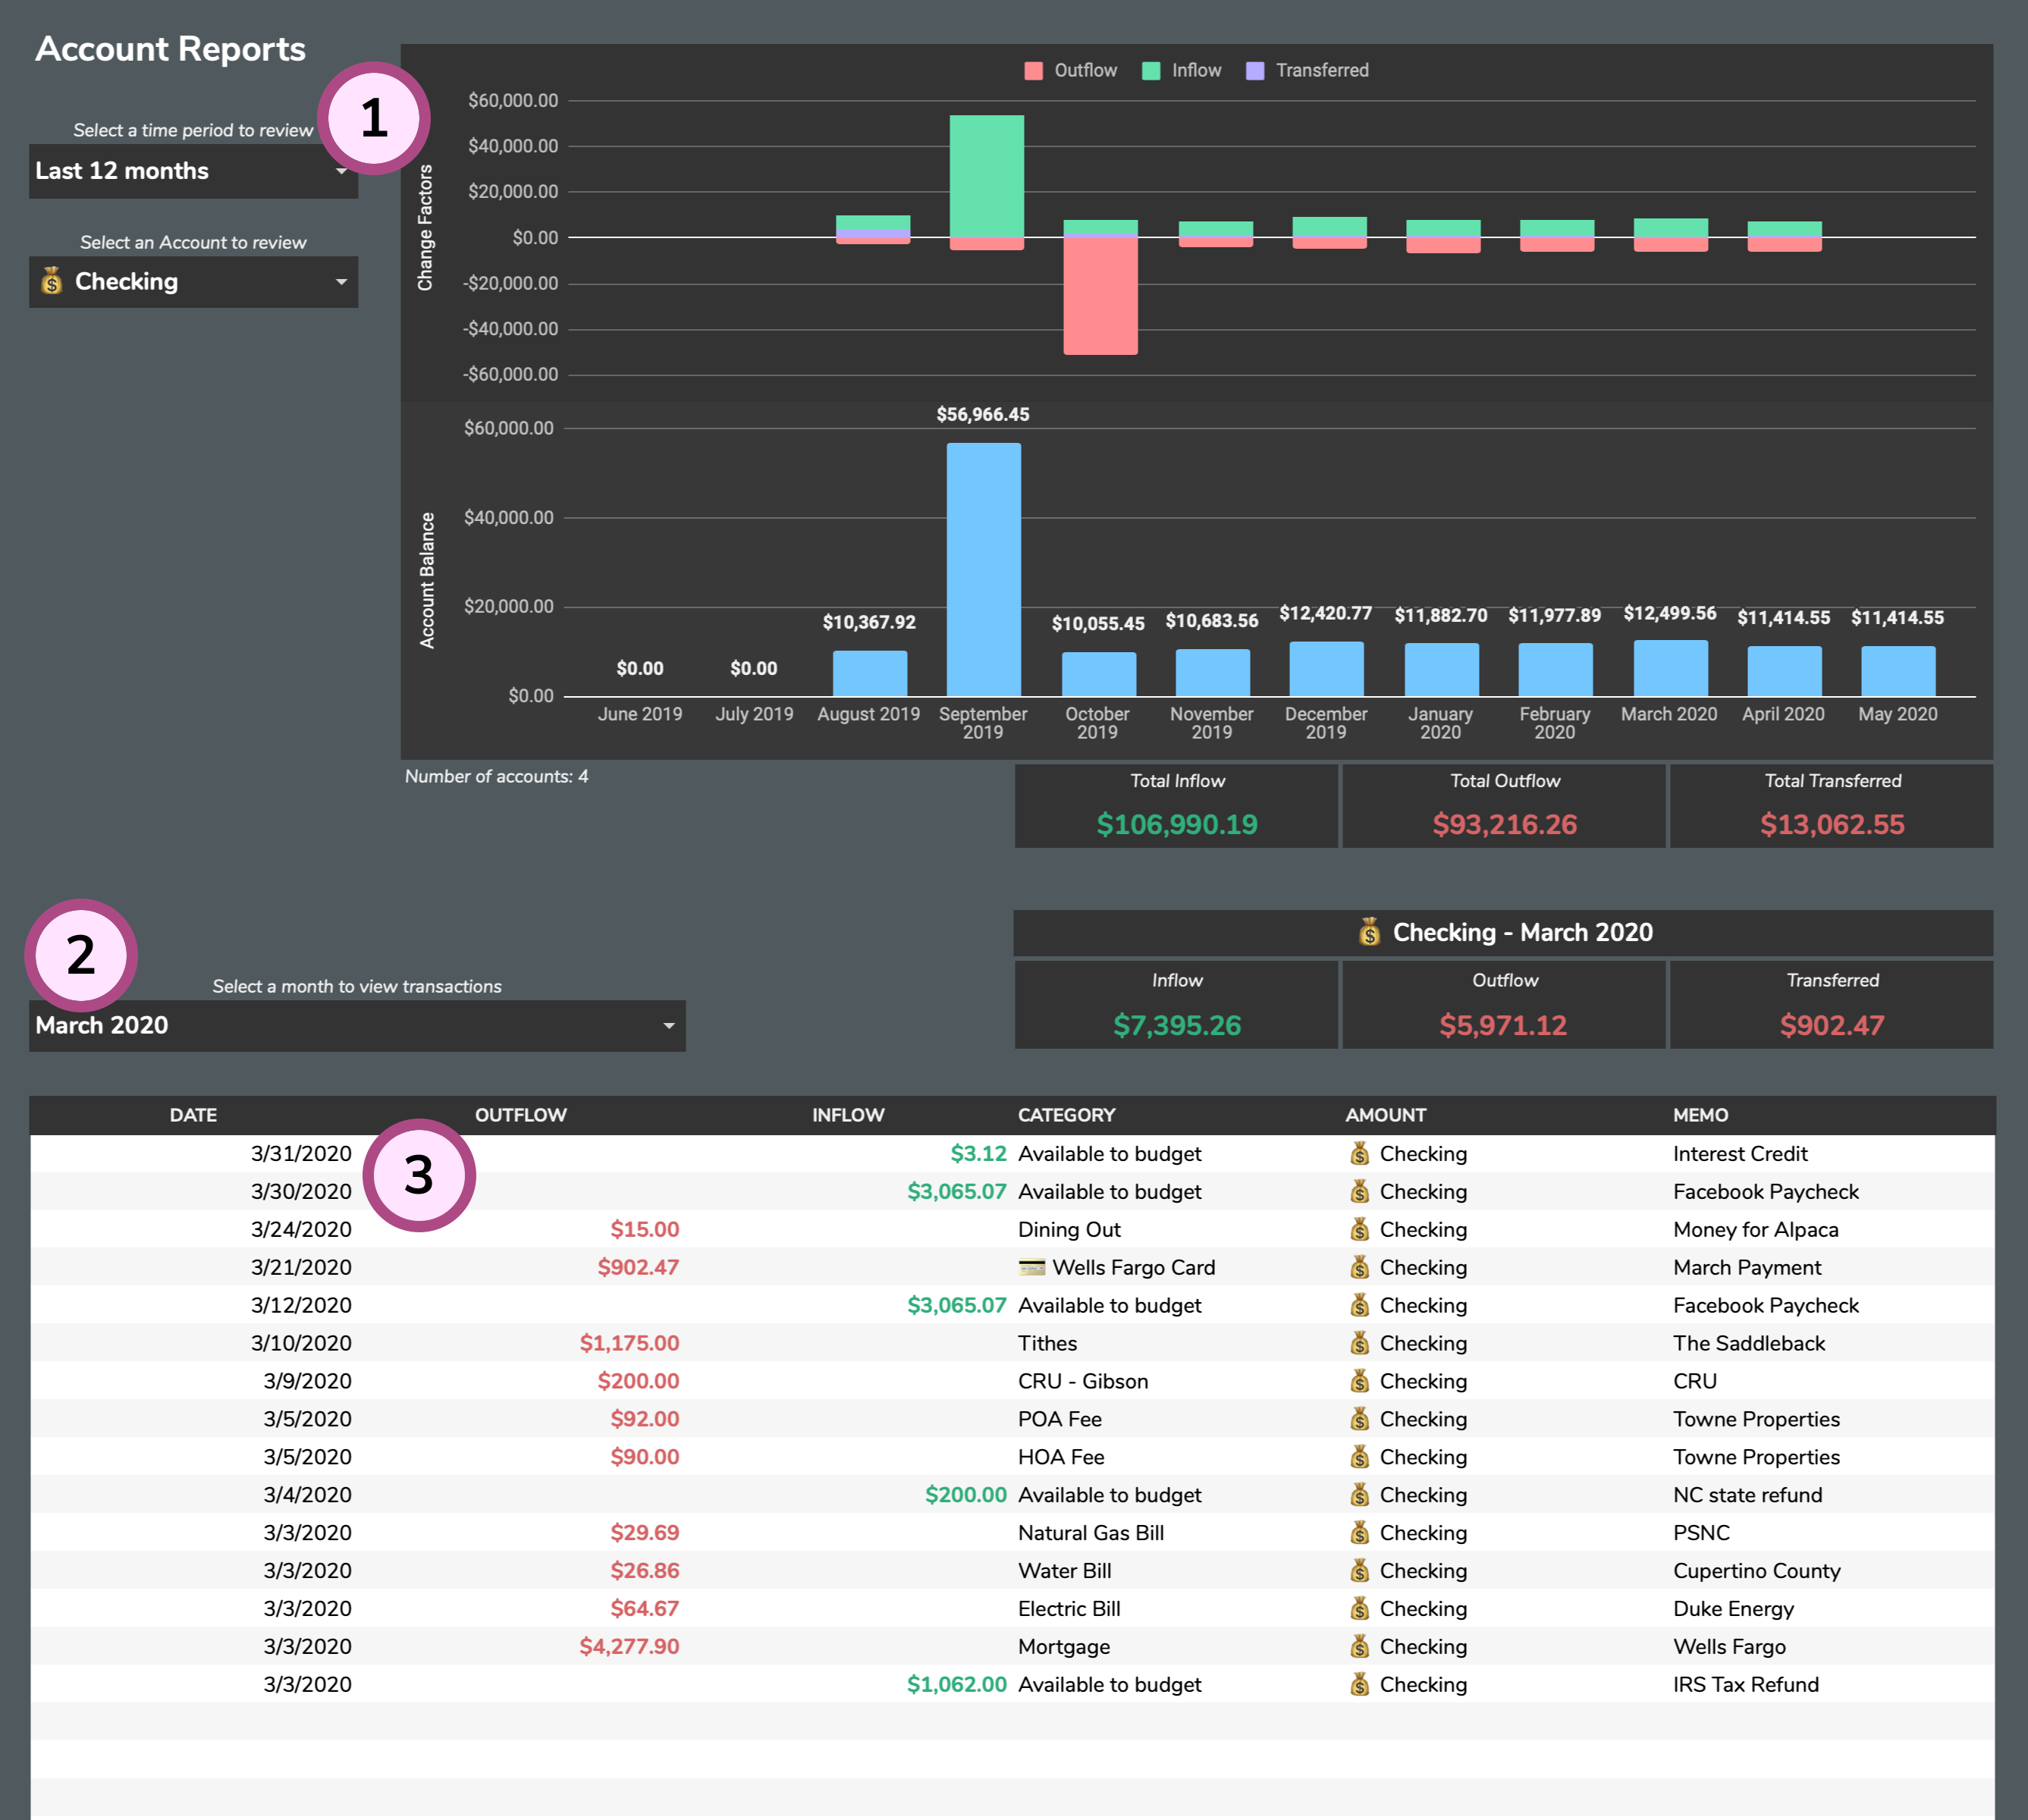 Account Reports
1
Select a time period to review
Last 12 months
Select an Account to review
Checking
Outflow Inflow Transferred
Change Factors
$60,000.00
$40,000.00
$20,000.00
$0.00
-$20,000.00
-$40,000.00
-$60,000.00
Account Balance
$60,000.00
$40,000.00
$20,000.00
$0.00
$0.00 $0.00 $10,367.92 $56,966.45 $10,055.45 $10,683.56 $12,420.77 $11,882.70 $11,977.89 $12,499.56 $11,414.55 $11,414.55
June 2019 July 2019 August 2019 September 2019 October 2019 November 2019 December 2019 January 2020 February 2020 March 2020 April 2020 May 2020
Number of accounts: 4
Total Inflow Total Outflow Total Transferred
$106,990.19 $93,216.26 $13,062.55
2
Select a month to view transactions
March 2020
Checking - March 2020
Inflow Outflow Transferred
$7,395.26 $5,971.12 $902.47
DATE OUTFLOW INFLOW CATEGORY AMOUNT MEMO
3
3/31/2020 $3.12 Available to budget Checking Interest Credit
3/30/2020 $3,065.07 Available to budget Checking Facebook Paycheck
3/24/2020 $15.00 Dining Out Checking Money for Alpaca
3/21/2020 $902.47 Wells Fargo Card Checking March Payment
3/12/2020 $3,065.07 Available to budget Checking Facebook Paycheck
3/10/2020 $1,175.00 Tithes Checking The Saddleback
3/9/2020 $200.00 CRU - Gibson Checking CRU
3/5/2020 $92.00 POA Fee Checking Towne Properties
3/5/2020 $90.00 HOA Fee Checking Towne Properties
3/4/2020 $200.00 Available to budget Checking NC state refund
3/3/2020 $29.69 Natural Gas Bill Checking PSNC
3/3/2020 $26.86 Water Bill Checking Cupertino County
3/3/2020 $64.67 Electric Bill Checking Duke Energy
3/3/2020 $4,277.90 Mortgage Checking Wells Fargo
3/3/2020 $1,062.00 Available to budget Checking IRS Tax Refund